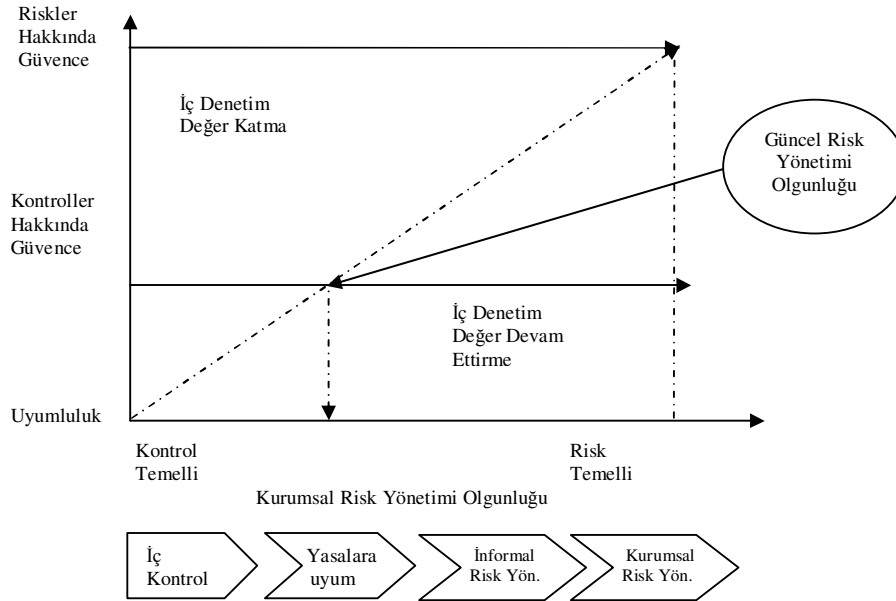 Riskler
Hakkında
Güvence
İç Denetim
Değer Katma
Güncel Risk
Yönetimi
Olgunluğu
Kontroller
Hakkında
Güvence
İç Denetim
Değer Devam
Ettirme
Uyumluluk
Kontrol
Temelli
Risk
Temelli
Kurumsal Risk Yönetimi Olgunluğu
İç
Kontrol
Yasalara
uyum
İnformal
Risk Yön.
Kurumsal
Risk Yön.